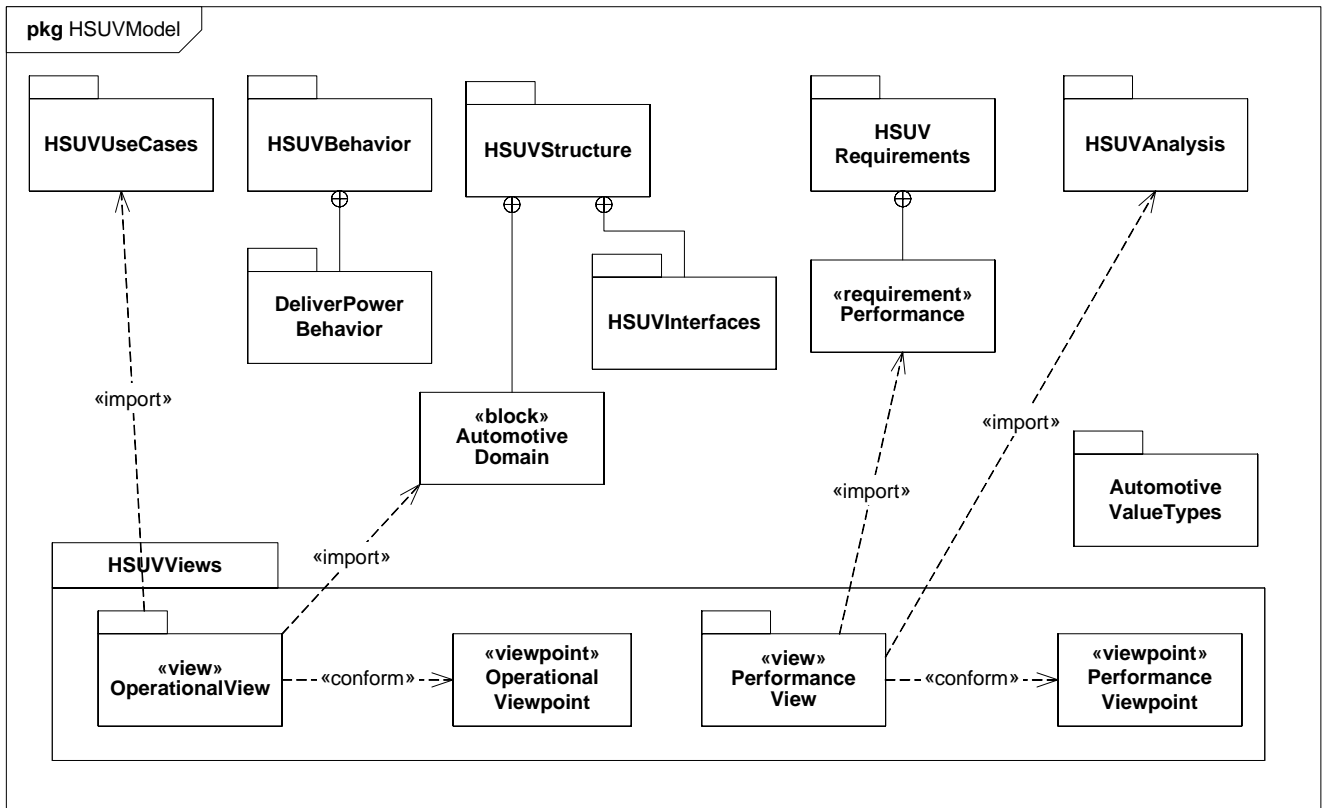 pkg HSUVModel
HSUVUseCases
HSUVBehavior
HSUVStructure
HSUV
Requirements
HSUVAnalysis
DeliverPower
Behavior
HSUVInterfaces
«requirement»
Performance
«import»
«block»
Automotive
Domain
«import»
«import»
Automotive
ValueTypes
«import»
HSUVViews
«view»
OperationalView
«conform»
«viewpoint»
Operational
Viewpoint
«view»
Performance
View
«conform»
«viewpoint»
Performance
Viewpoint